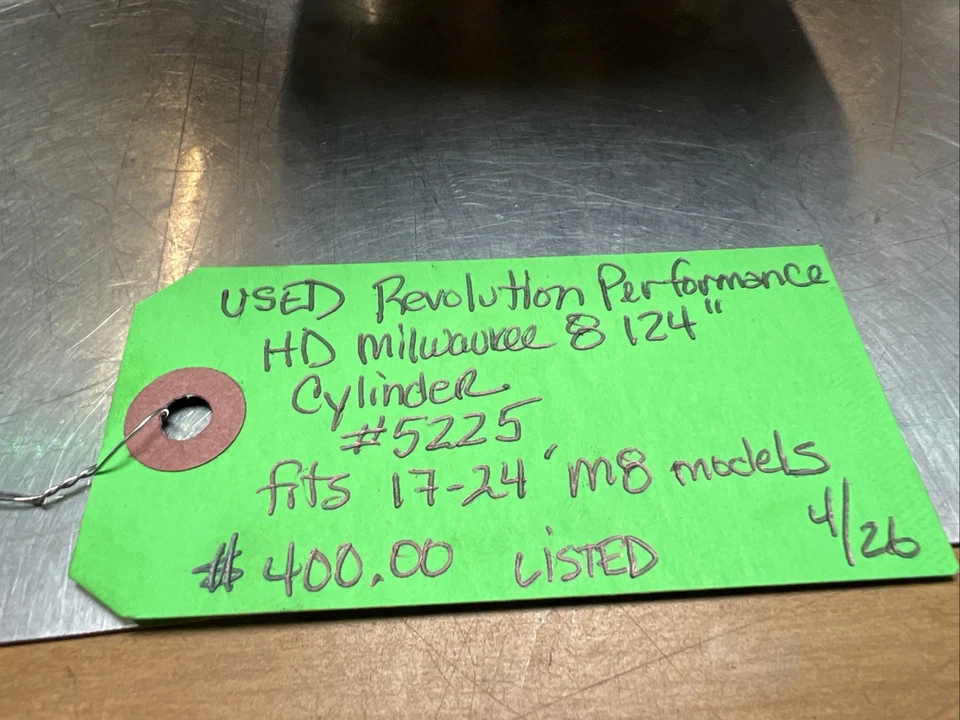 USED Revolution Performance
HD milwaukee 8 124"
Cylinder
#5225
fits 17-24' m8 models
$400.00 LISTED 4/26